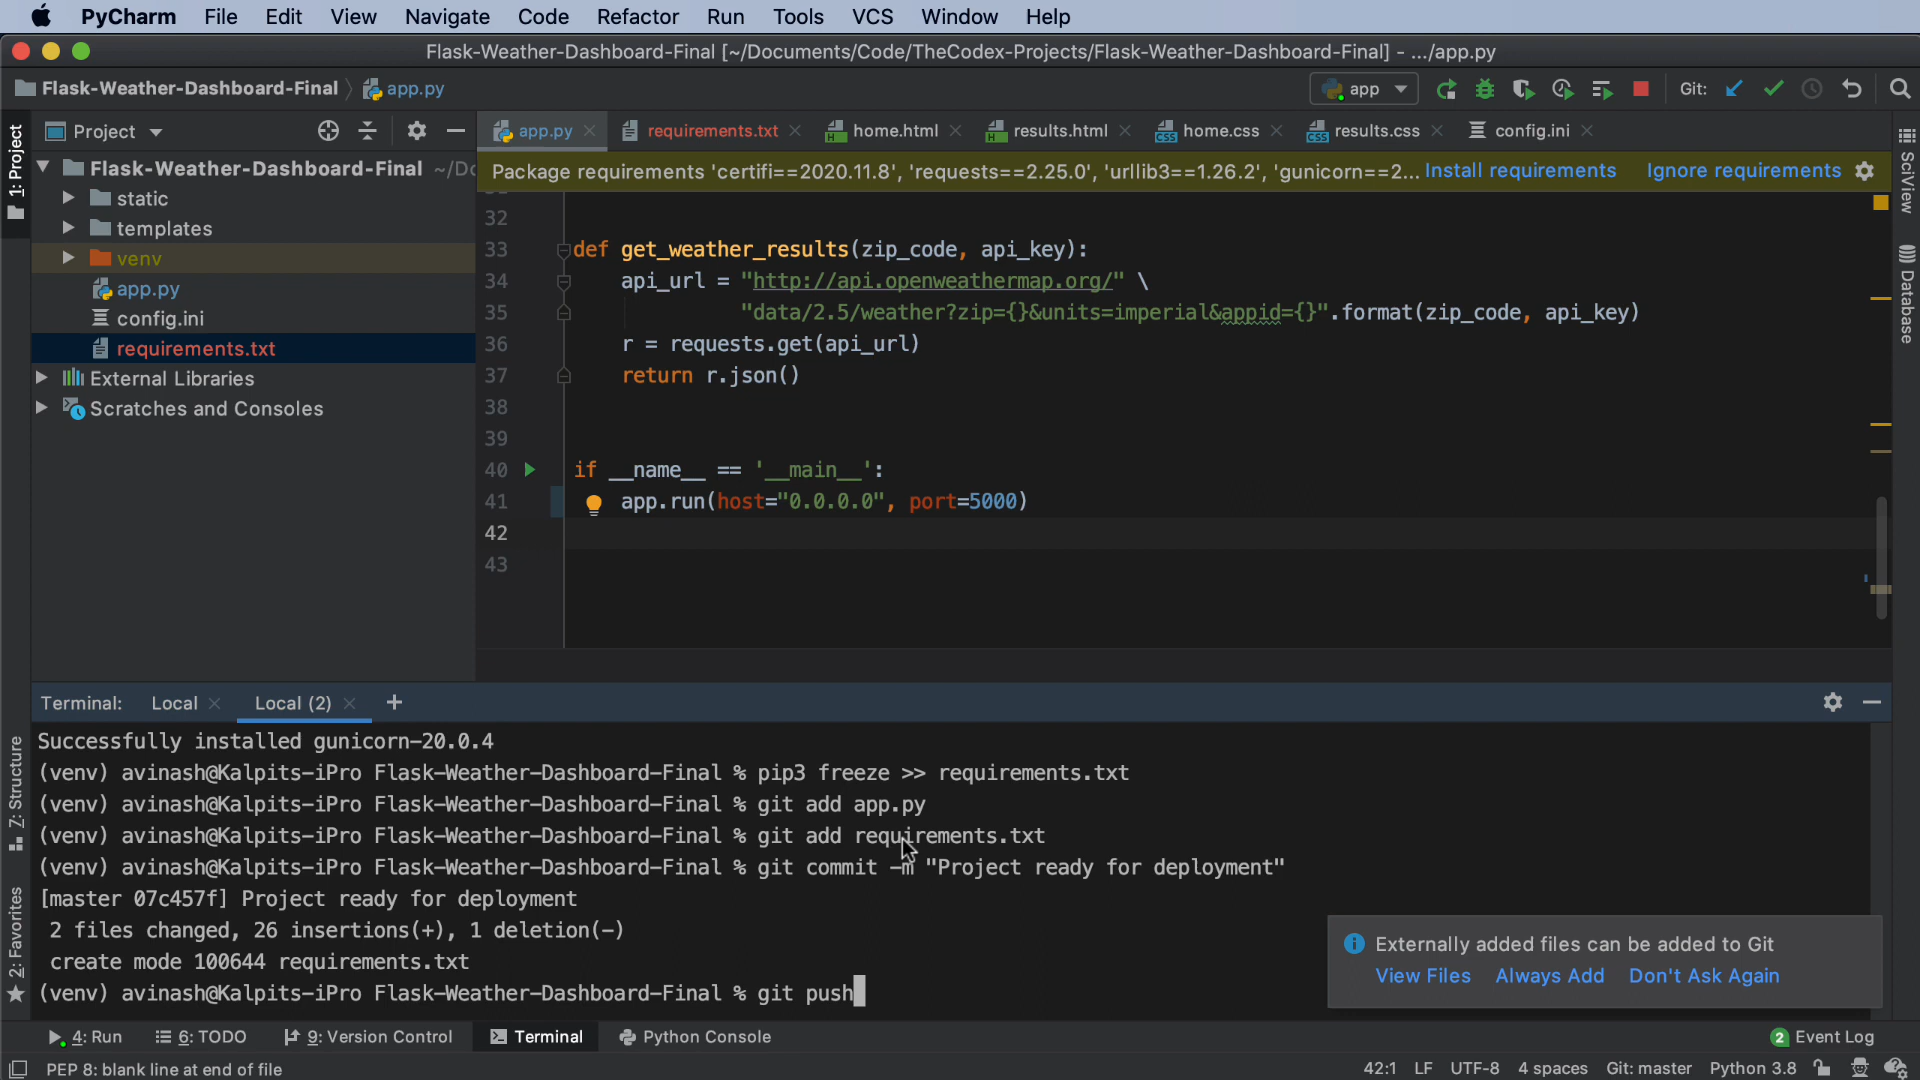 PyCharm File Edit View Navigate Code Refactor Run Tools VCS Window Help
Flask-Weather-Dashboard-Final [~/Documents/Code/TheCodex-Projects/Flask-Weather-Dashboard-Final] - .../app.py
Flask-Weather-Dashboard-Final app.py
app Git:
1: Project
Project
app.py requirements.txt home.html results.html home.css results.css config.ini
Flask-Weather-Dashboard-Final ~/Do
static
templates
venv
app.py
config.ini
requirements.txt
External Libraries
Scratches and Consoles
Package requirements 'certifi==2020.11.8', 'requests==2.25.0', 'urllib3==1.26.2', 'gunicorn==2... Install requirements Ignore requirements
32
33 def get_weather_results(zip_code, api_key):
34 api_url = "http://api.openweathermap.org/" \
35 "data/2.5/weather?zip={}&units=imperial&appid={}".format(zip_code, api_key)
36 r = requests.get(api_url)
37 return r.json()
38
39
40 if __name__ == '__main__':
41 app.run(host="0.0.0.0", port=5000)
42
43
SciView
Database
Terminal: Local Local (2) +
Successfully installed gunicorn-20.0.4
(venv) avinash@Kalpits-iPro Flask-Weather-Dashboard-Final % pip3 freeze >> requirements.txt
(venv) avinash@Kalpits-iPro Flask-Weather-Dashboard-Final % git add app.py
(venv) avinash@Kalpits-iPro Flask-Weather-Dashboard-Final % git add requirements.txt
(venv) avinash@Kalpits-iPro Flask-Weather-Dashboard-Final % git commit -m "Project ready for deployment"
[master 07c457f] Project ready for deployment
2 files changed, 26 insertions(+), 1 deletion(-)
create mode 100644 requirements.txt
(venv) avinash@Kalpits-iPro Flask-Weather-Dashboard-Final % git push
Z: Structure
2: Favorites
Externally added files can be added to Git
View Files Always Add Don't Ask Again
4: Run 6: TODO 9: Version Control Terminal Python Console 2 Event Log
PEP 8: blank line at end of file 42:1 LF UTF-8 4 spaces Git: master Python 3.8